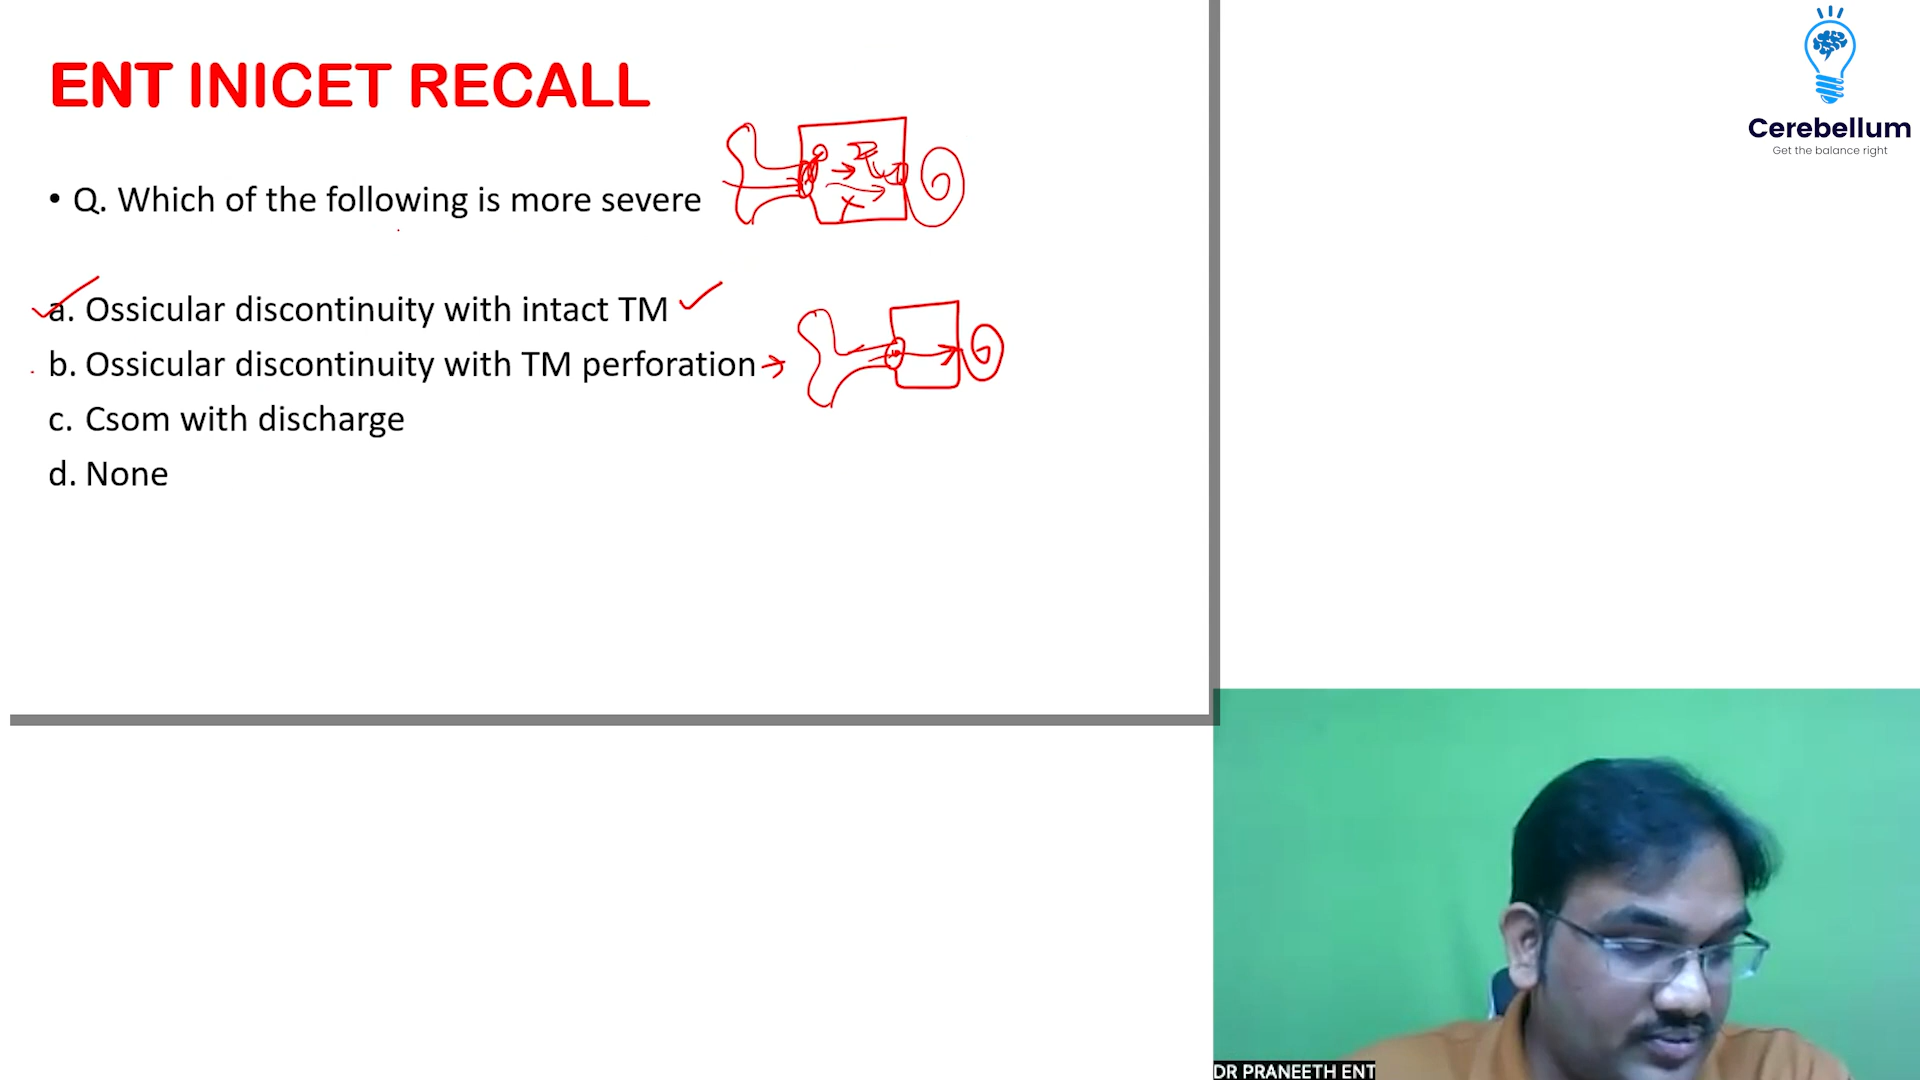 ENT INICET RECALL
• Q. Which of the following is more severe
a. Ossicular discontinuity with intact TM
b. Ossicular discontinuity with TM perforation
c. Csom with discharge
d. None
Cerebellum
Get the balance right
DR PRANEETH ENT